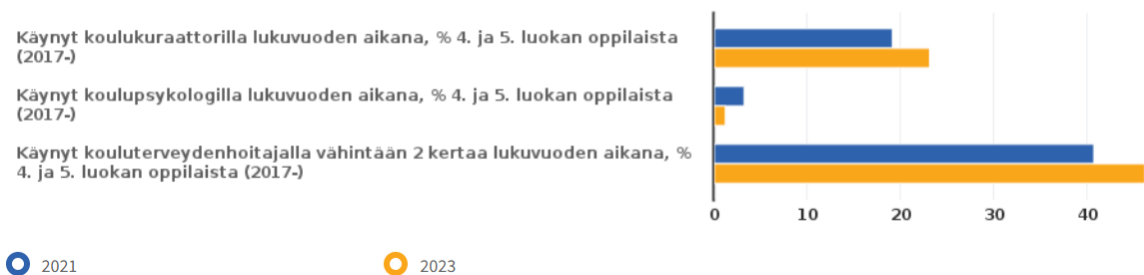 Käynyt koulukuraattorilla lukuvuoden aikana, % 4. ja 5. luokan oppilaista
(2017-)
Käynyt koulupsykologilla lukuvuoden aikana, % 4. ja 5. luokan oppilaista
(2017-)
Käynyt kouluterveydenhoitajalla vähintään 2 kertaa lukuvuoden aikana, %
4. ja 5. luokan oppilaista (2017-)
0 10 20 30 40
2021 2023